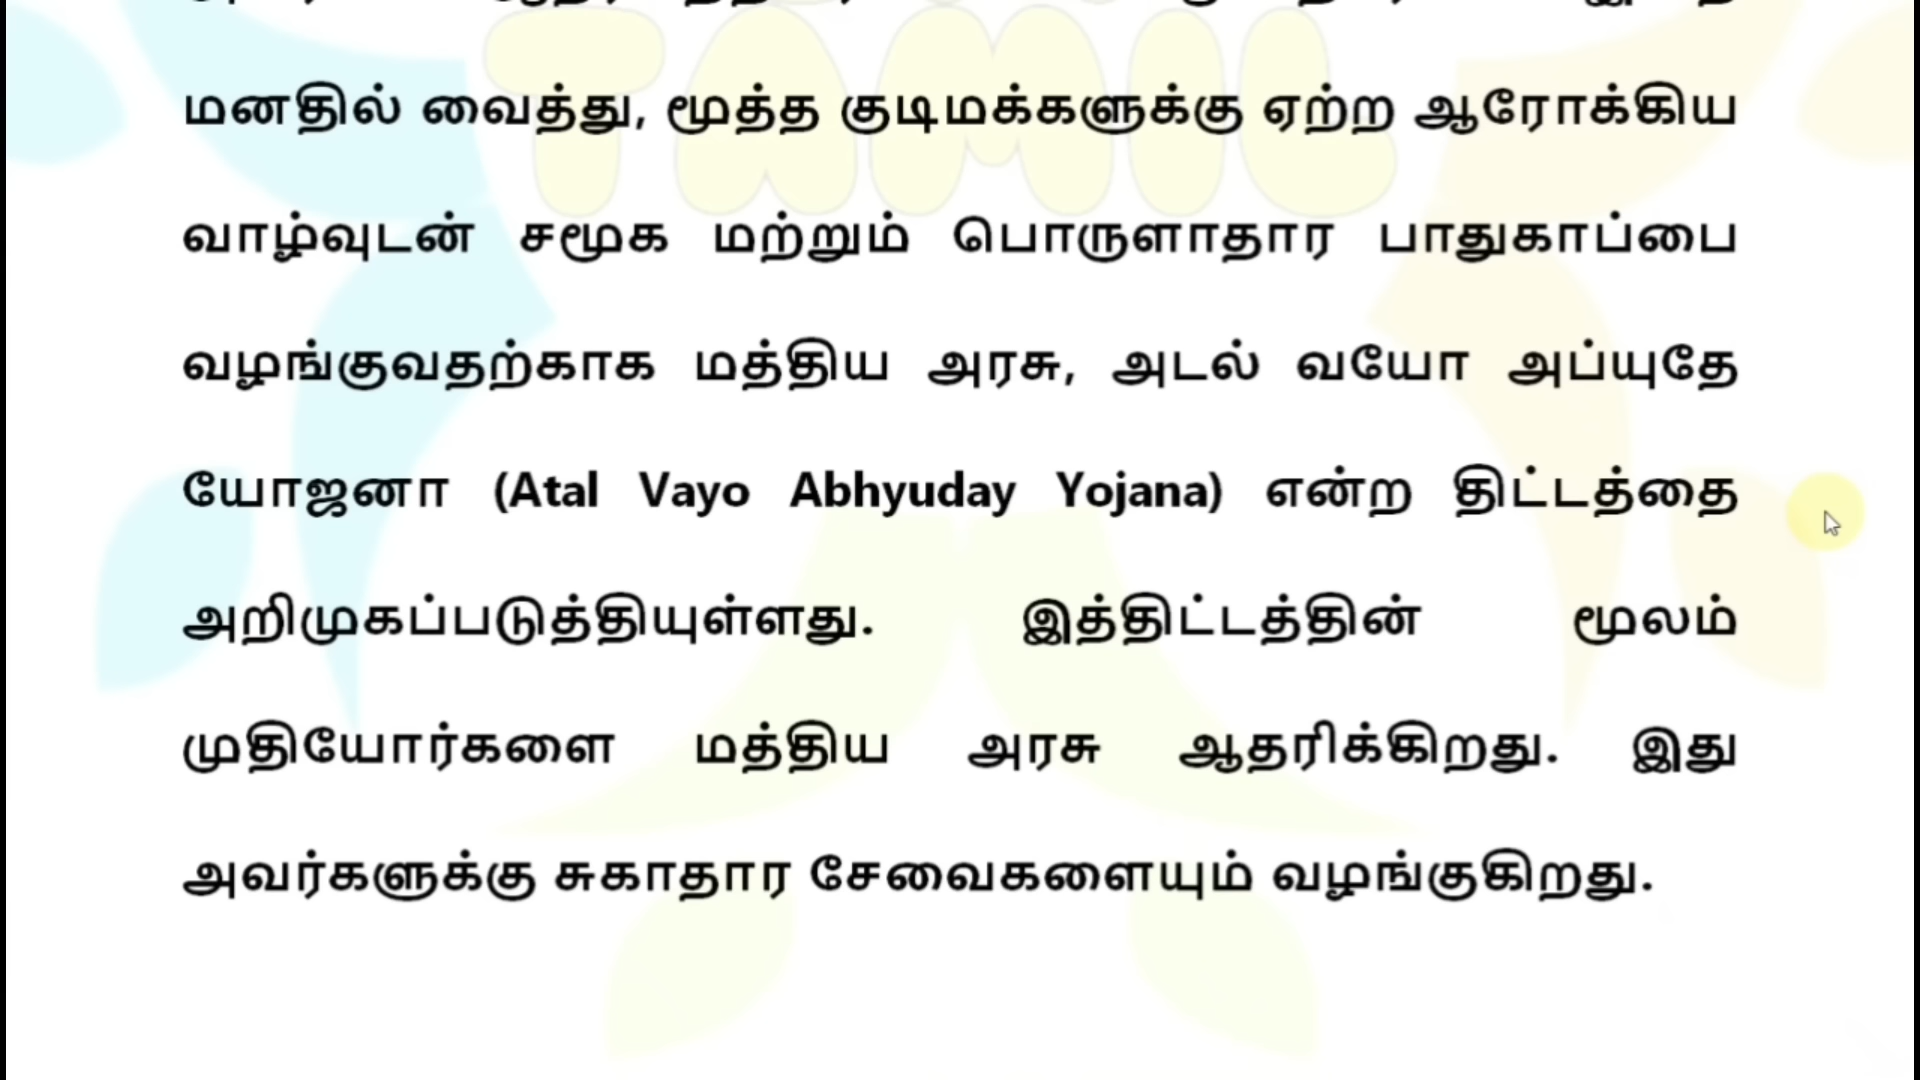 TAMIL
மனதில் வைத்து, மூத்த குடிமக்களுக்கு ஏற்ற ஆரோக்கிய
வாழ்வுடன் சமூக மற்றும் பொருளாதார பாதுகாப்பை
வழங்குவதற்காக மத்திய அரசு, அடல் வயோ அப்யுதே
யோஜனா (Atal Vayo Abhyuday Yojana) என்ற திட்டத்தை
அறிமுகப்படுத்தியுள்ளது. இத்திட்டத்தின் மூலம்
முதியோர்களை மத்திய அரசு ஆதரிக்கிறது. இது
அவர்களுக்கு சுகாதார சேவைகளையும் வழங்குகிறது.